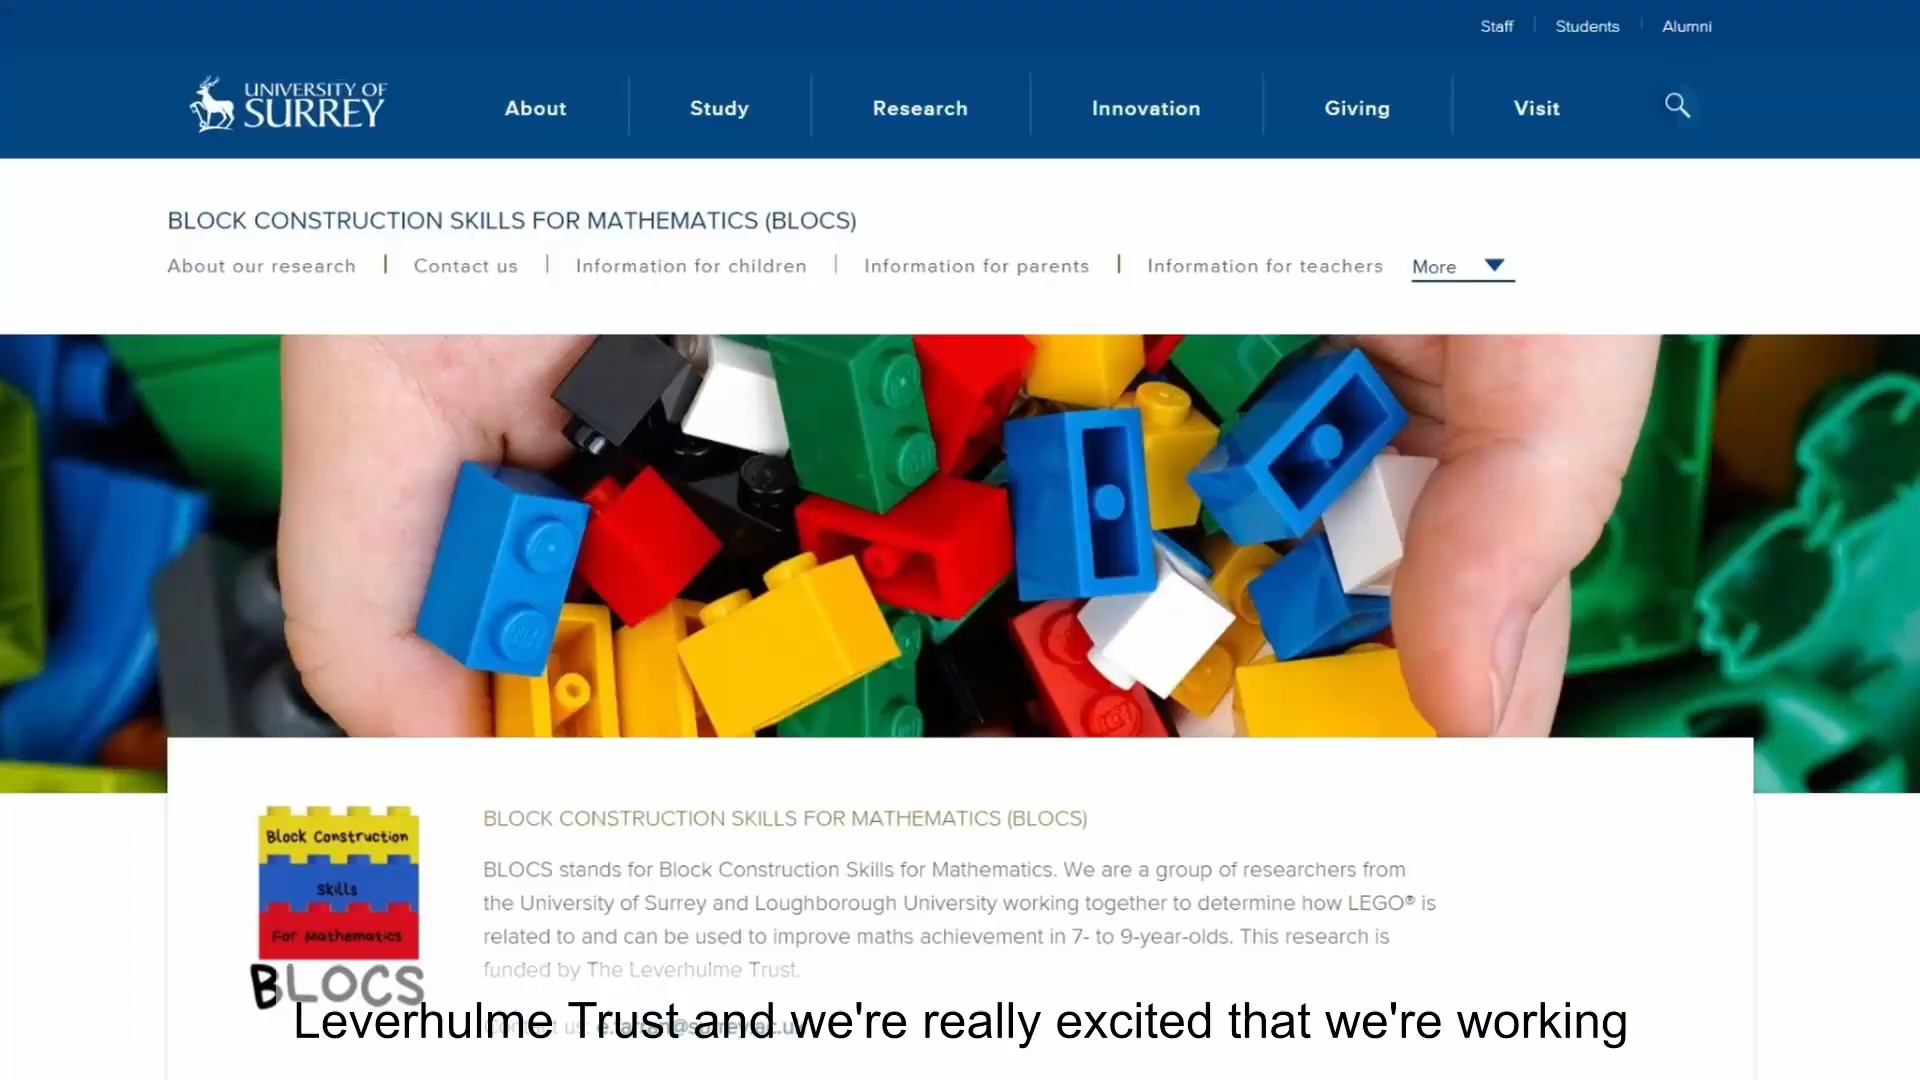 Staff
Students
Alumni
UNIVERSITY OF
SURREY
About
Study
Research
Innovation
Giving
Visit
BLOCK CONSTRUCTION SKILLS FOR MATHEMATICS (BLOCS)
About our research
Contact us
Information for children
Information for parents
Information for teachers
More
Block Construction
Skills
For Mathematics
BLOCS
BLOCK CONSTRUCTION SKILLS FOR MATHEMATICS (BLOCS)
BLOCS stands for Block Construction Skills for Mathematics. We are a group of researchers from
the University of Surrey and Loughborough University working together to determine how LEGO® is
related to and can be used to improve maths achievement in 7- to 9-year-olds. This research is
funded by The Leverhulme Trust.
Leverhulme Trust and we're really excited that we're working